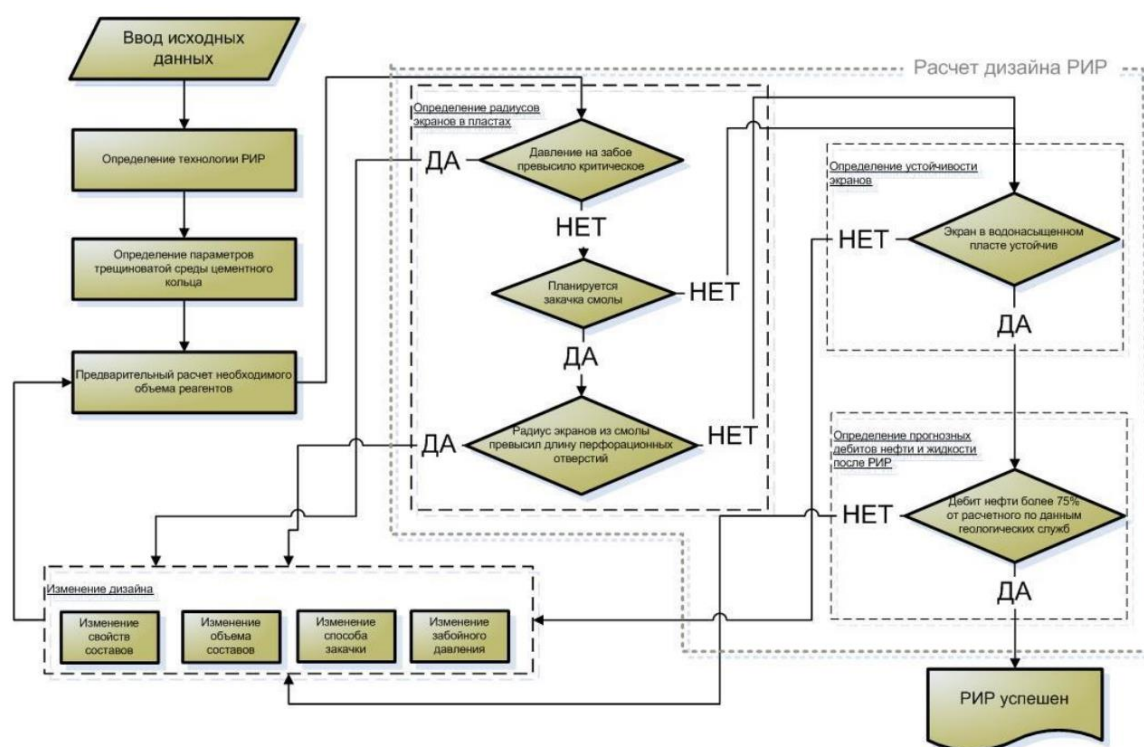 Ввод исходных
данных
Определение технологии РИР
Определение параметров
трещиноватой среды цементного
кольца
Предварительный расчет необходимого
объема реагентов
Расчет дизайна РИР
Определение радиусов
экранов в пластах
Давление на забое
превысило критическое
ДА
НЕТ
Планируется
закачка смолы
НЕТ
ДА
Радиус экранов из смолы
превысил длину перфорационных
отверстий
ДА
НЕТ
Определение устойчивости
экранов
Экран в водонасыщенном
пласте устойчив
НЕТ
ДА
Определение прогнозных
дебитов нефти и жидкости
после РИР
Дебит нефти более 75%
от расчетного по данным
геологических служб
НЕТ
ДА
Изменение дизайна
Изменение
свойств
составов
Изменение
объема
составов
Изменение
способа
закачки
Изменение
забойного
давления
РИР успешен